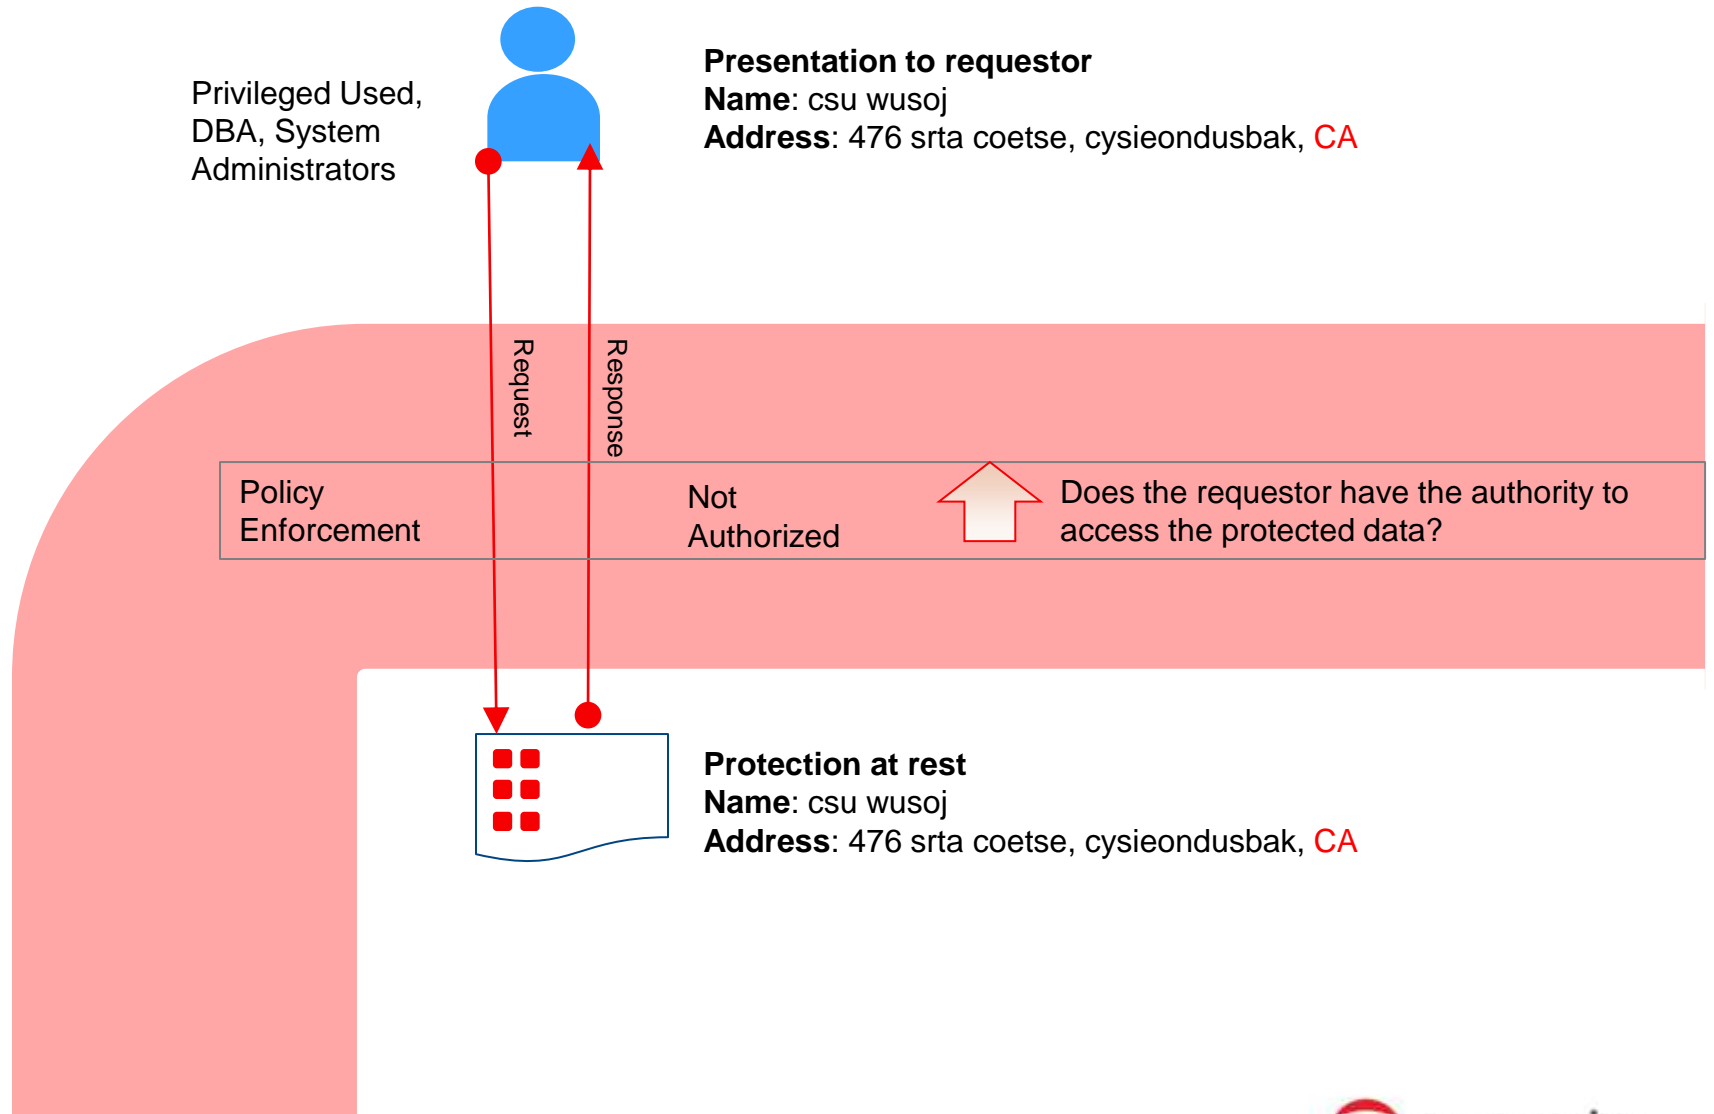 Privileged Used,
DBA, System
Administrators
Presentation to requestor
Name: csu wusoj
Address: 476 srta coetse, cysieondusbak, CA
Request
Response
Policy
Enforcement
Not
Authorized
Does the requestor have the authority to
access the protected data?
Protection at rest
Name: csu wusoj
Address: 476 srta coetse, cysieondusbak, CA